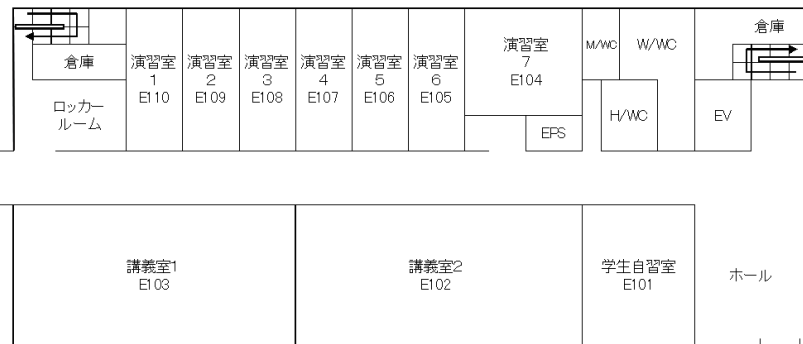 倉庫
ロッカー
ルーム
演習室
1
E110
演習室
2
E109
演習室
3
E108
演習室
4
E107
演習室
5
E106
演習室
6
E105
演習室
7
E104
EPS
M/WC
W/WC
H/WC
倉庫
EV
講義室1
E103
講義室2
E102
学生自習室
E101
ホール